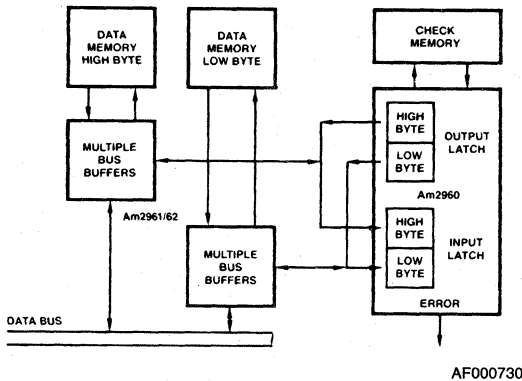 DATA
MEMORY
HIGH BYTE
DATA
MEMORY
LOW BYTE
CHECK
MEMORY
MULTIPLE
BUS
BUFFERS
Am2961/62
MULTIPLE
BUS
BUFFERS
HIGH
BYTE
LOW
BYTE
OUTPUT
LATCH
Am2960
HIGH
BYTE
LOW
BYTE
INPUT
LATCH
ERROR
DATA BUS
AF000730